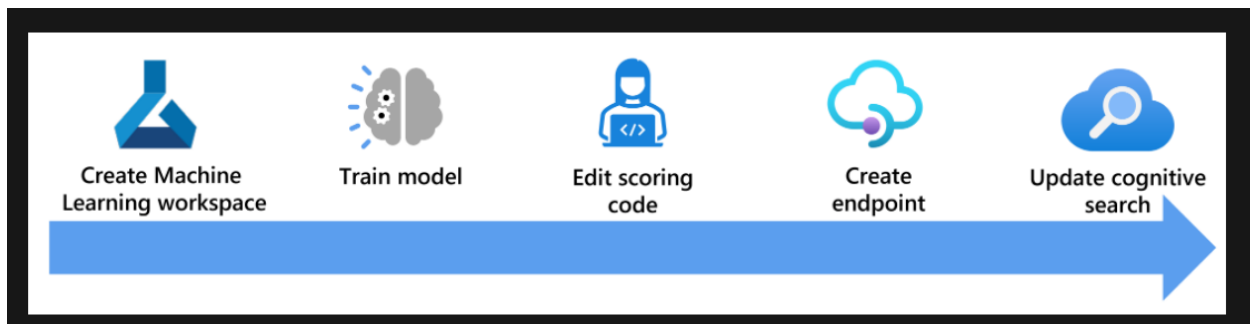 Create Machine
Learning workspace
Train model
</>
Edit scoring
code
Create
endpoint
Update cognitive
search